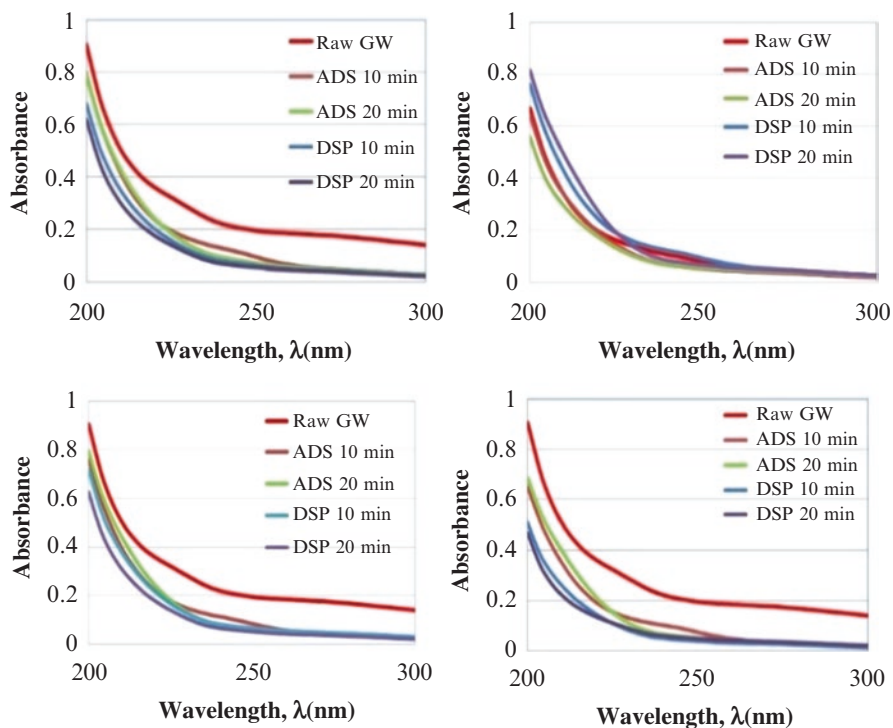 1
0.8
0.6
0.4
0.2
0
Absorbance
Raw GW
ADS 10 min
ADS 20 min
DSP 10 min
DSP 20 min
200
250
300
Wavelength, λ(nm)
1
0.8
0.6
0.4
0.2
0
Absorbance
Raw GW
ADS 10 min
ADS 20 min
DSP 10 min
DSP 20 min
200
250
300
Wavelength, λ(nm)
1
0.8
0.6
0.4
0.2
0
Absorbance
Raw GW
ADS 10 min
ADS 20 min
DSP 10 min
DSP 20 min
200
250
300
Wavelength, λ(nm)
1
0.8
0.6
0.4
0.2
0
Absorbance
Raw GW
ADS 10 min
ADS 20 min
DSP 10 min
DSP 20 min
200
250
300
Wavelength, λ(nm)